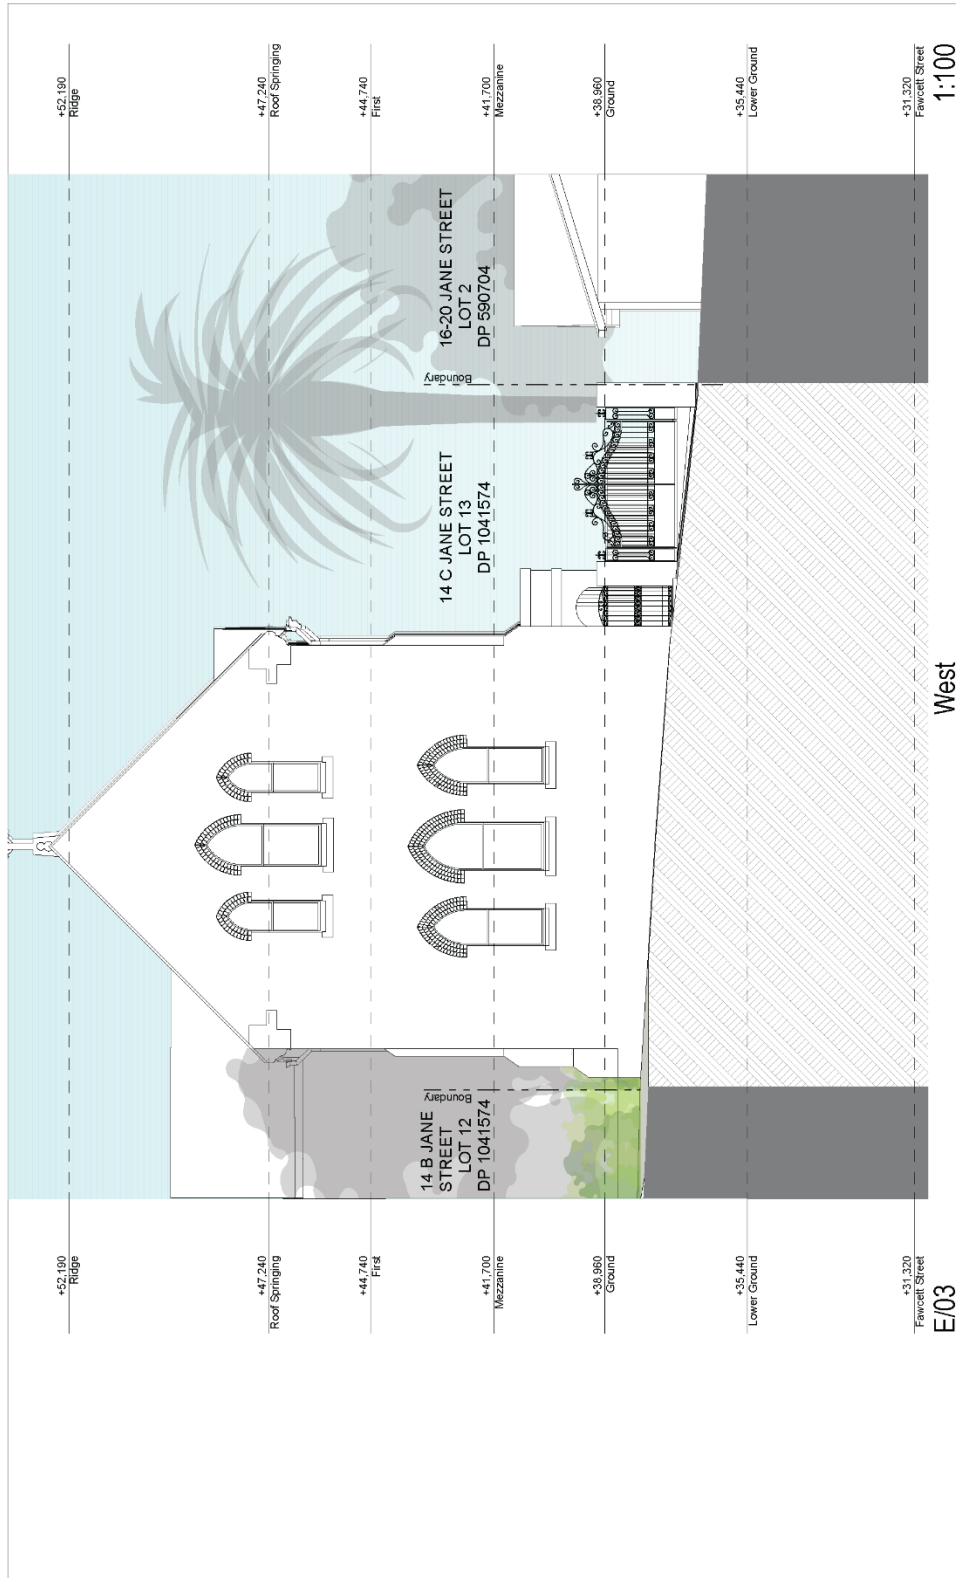 +52,190
Ridge
+47,240
Roof Springing
+44,740
First
+41,700
Mezzanine
+38,960
Ground
+35,440
Lower Ground
+31,320
Fawcett Street
14 B JANE
STREET
LOT 12
DP 1041574
Boundary
14 C JANE STREET
LOT 13
DP 1041574
Boundary
16-20 JANE STREET
LOT 2
DP 590704
+52,190
Ridge
+47,240
Roof Springing
+44,740
First
+41,700
Mezzanine
+38,960
Ground
+35,440
Lower Ground
+31,320
Fawcett Street
E/03
West
1:100